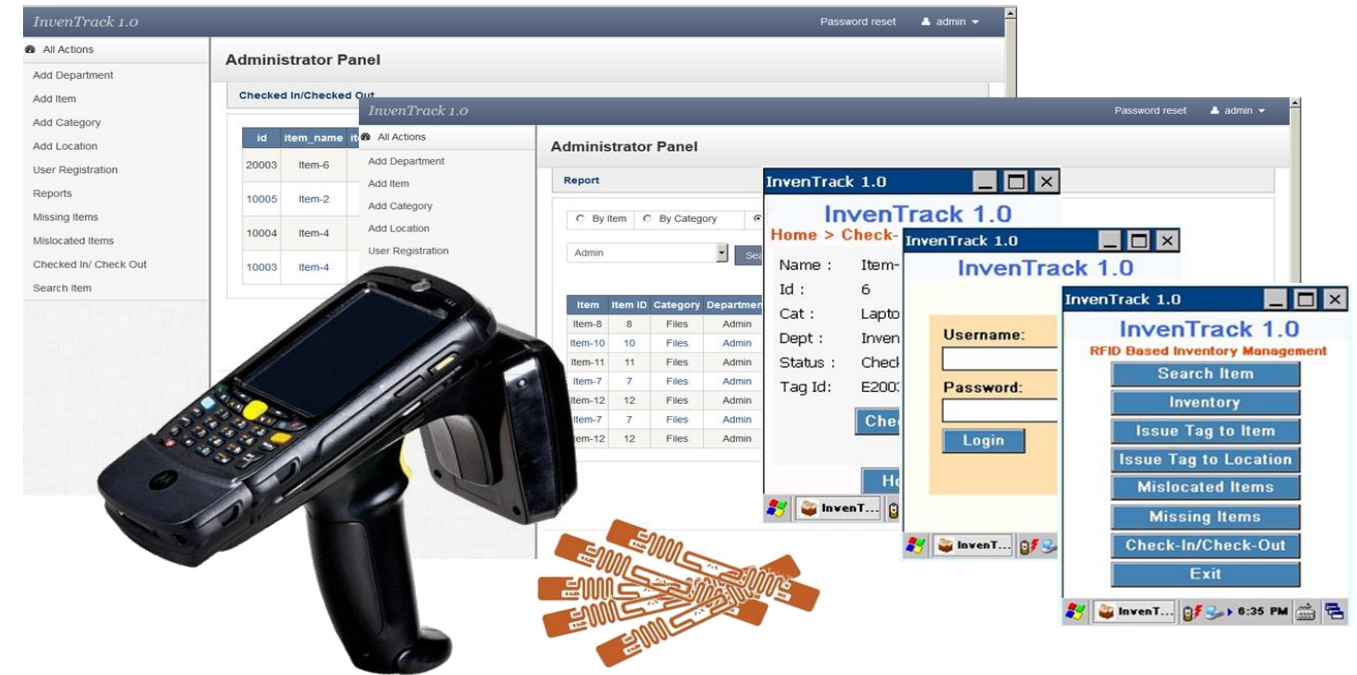 InvenTrack 1.0
Password reset admin
All Actions
Add Department
Add Item
Add Category
Add Location
User Registration
Reports
Missing Items
Mislocated Items
Checked In/ Check Out
Search Item
Administrator Panel
Checked In/Checked Out
id item_name
20003 Item-6
10005 Item-2
10004 Item-4
10003 Item-4
InvenTrack 1.0
Password reset admin
All Actions
Add Department
Add Item
Add Category
Add Location
User Registration
Administrator Panel
Report
By Item By Category
Admin
Item Item ID Category
Item-8 8 Files Admin
Item-10 10 Files Admin
Item-11 11 Files Admin
Item-7 7 Files Admin
Item-12 12 Files Admin
Item-7 7 Files Admin
12 Files Admin
InvenTrack 1.0
InvenTrack 1.0
Home > Check-
Name : Item-
Id : 6
Cat :
Dept :
Status :
Tag Id:
InvenT...
InvenTrack 1.0
InvenTrack 1.0
Username:
Password:
Login
InvenT...
InvenTrack 1.0
InvenTrack 1.0
RFID Based Inventory Management
Search Item
Inventory
Issue Tag to Item
Issue Tag to Location
Mislocated Items
Missing Items
Check-In/Check-Out
Exit
InvenT... 6:35 PM